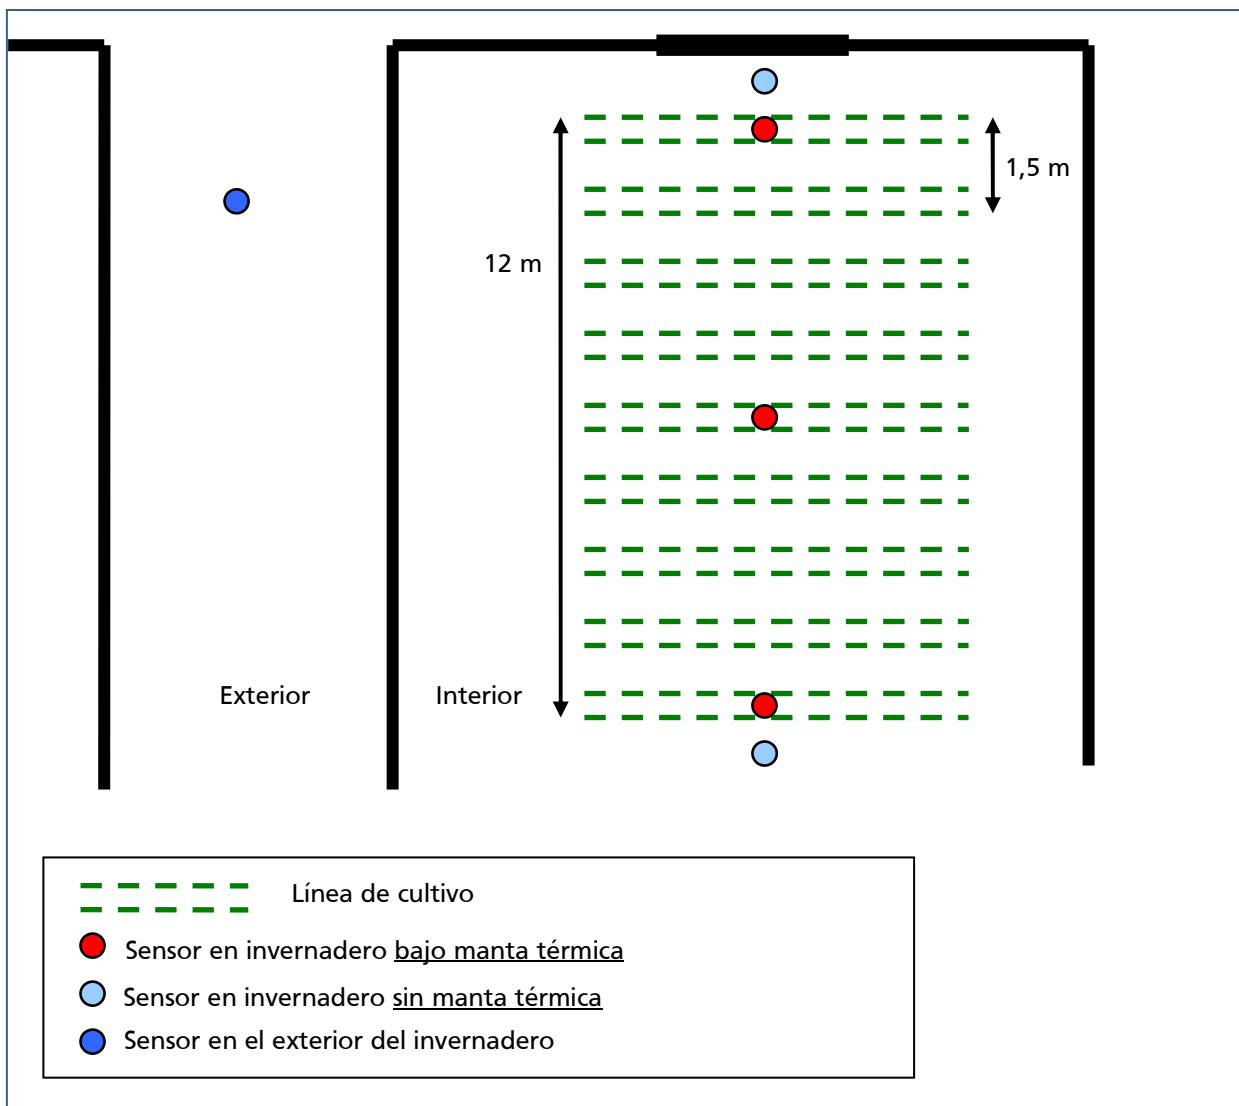 1,5 m
12 m
Exterior
Interior
Línea de cultivo
Sensor en invernadero bajo manta térmica
Sensor en invernadero sin manta térmica
Sensor en el exterior del invernadero